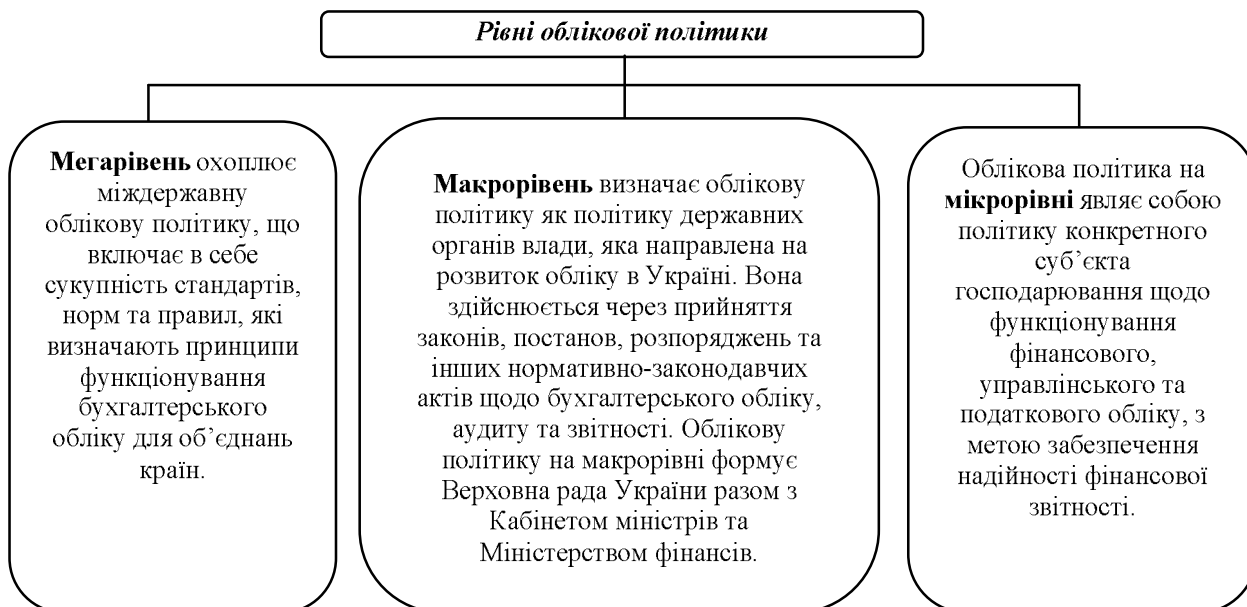 Рівні облікової політики
Мегарівень охоплює
міждержавну
облікову політику, що
включає в себе
сукупність стандартів,
норм та правил, які
визначають принципи
функціонування
бухгалтерського
обліку для об’єднань
країн.
Макрорівень визначає облікову
політику як політику державних
органів влади, яка направлена на
розвиток обліку в Україні. Вона
здійснюється через прийняття
законів, постанов, розпоряджень та
інших нормативно-законодавчих
актів щодо бухгалтерського обліку,
аудиту та звітності. Облікову
політику на макрорівні формує
Верховна рада України разом з
Кабінетом міністрів та
Міністерством фінансів.
Облікова політика на
мікрорівні являє собою
політику конкретного
суб’єкта
господарювання щодо
функціонування
фінансового,
управлінського та
податкового обліку, з
метою забезпечення
надійності фінансової
звітності.